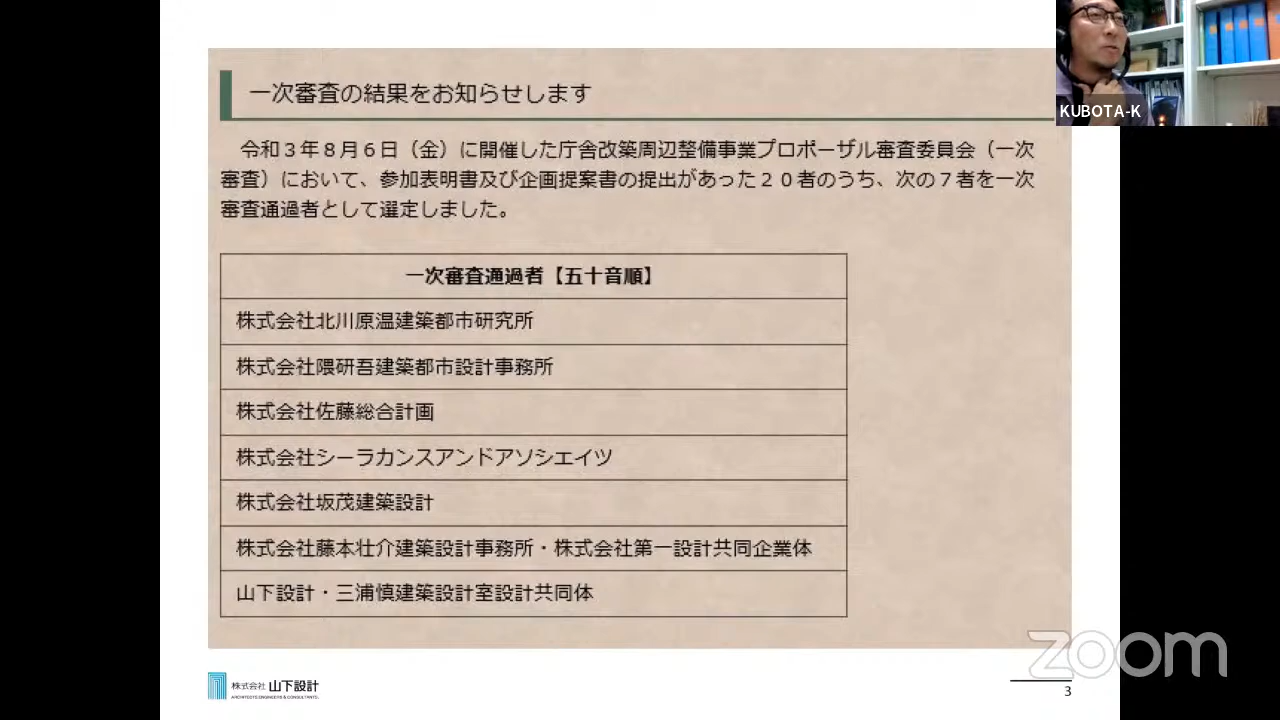 一次審査の結果をお知らせします
KUBOTA-K
令和３年８月６日（金）に開催した庁舎改築周辺整備事業プロポーザル審査委員会（一次
審査）において、参加表明書及び企画提案書の提出があった２０者のうち、次の７者を一次
審査通過者として選定しました。
一次審査通過者【五十音順】
株式会社北川原温建築都市研究所
株式会社隈研吾建築都市設計事務所
株式会社佐藤総合計画
株式会社シーラカンスアンドアソシエイツ
株式会社坂茂建築設計
株式会社藤本壮介建築設計事務所・株式会社第一設計共同企業体
山下設計・三浦慎建築設計室設計共同体
zoom
株式会社 山下設計
ARCHITECTS ENGINEERS & CONSULTANTS.
3